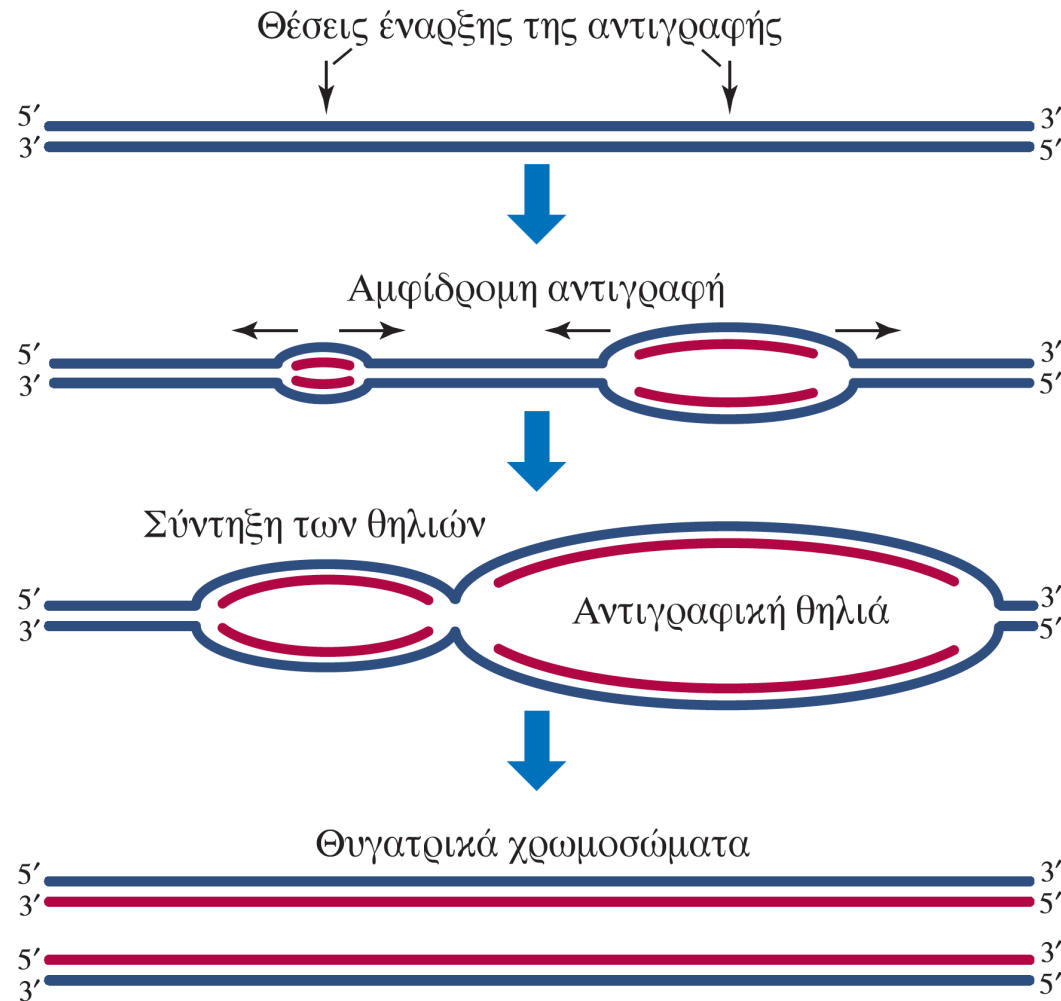 Θέσεις έναρξης της αντιγραφής
5′ 3′
3′ 5′
Αμφίδρομη αντιγραφή
5′ 3′
3′ 5′
Σύντηξη των θηλιών
5′ Αντιγραφική θηλιά 3′
3′ 5′
Θυγατρικά χρωμοσώματα
5′ 3′
3′ 5′
5′ 3′
3′ 5′